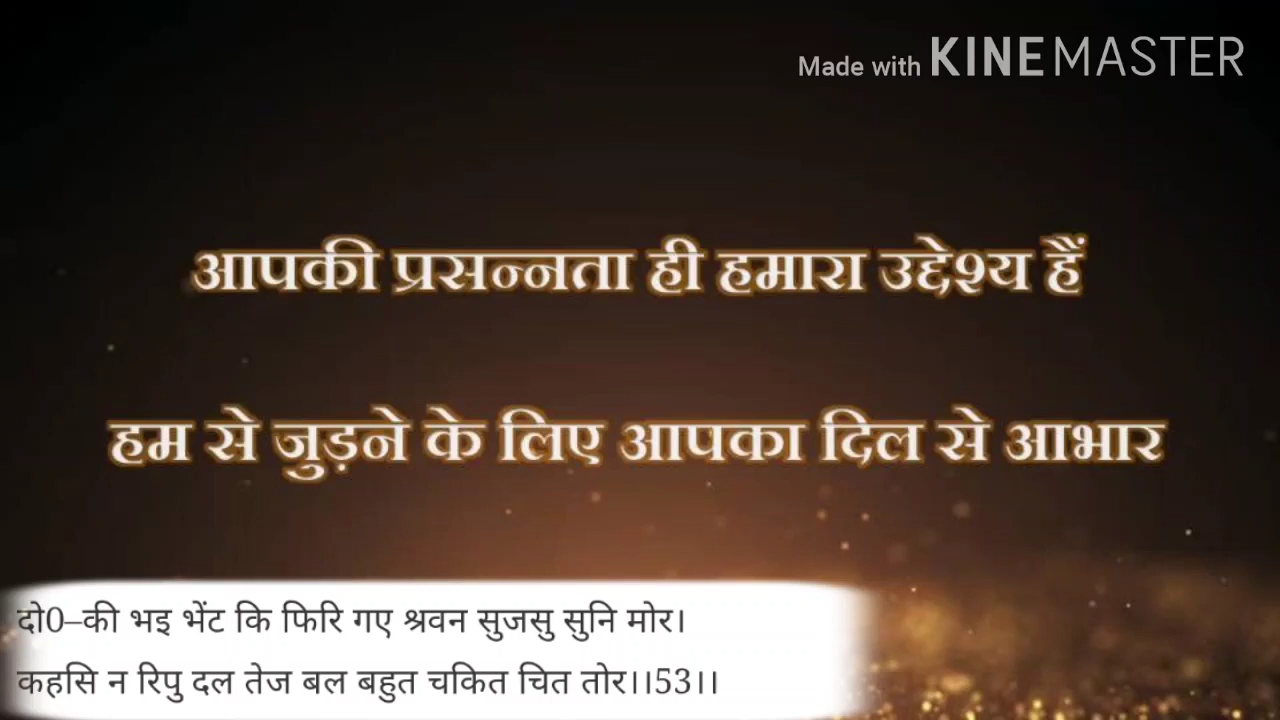 Made with KINEMASTER
आपकी प्रसन्नता ही हमारा उद्देश्य हैं
हम से जुड़ने के लिए आपका दिल से आभार
दो0–की भइ भेंट कि फिरि गए श्रवन सुजसु सुनि मोर।
कहसि न रिपु दल तेज बल बहुत चकित चित तोर।।53।।